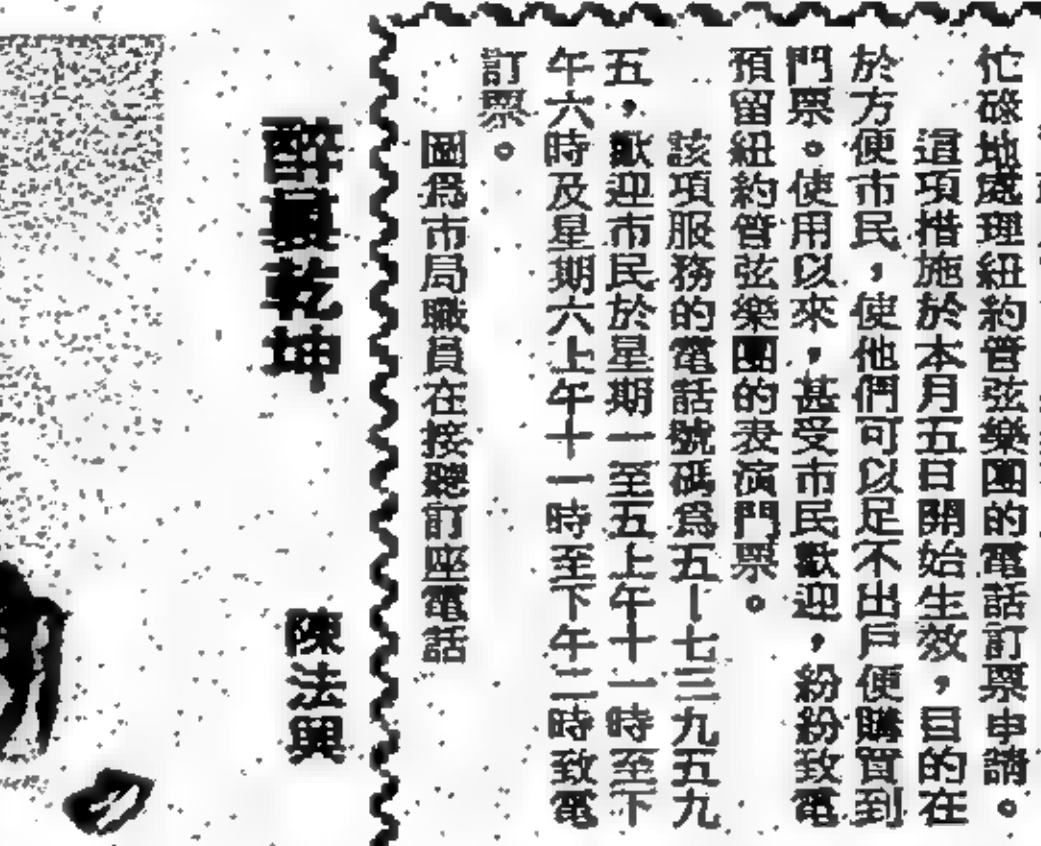 忙碌地處理紐約管弦樂團的電話訂票申請。
這項措施於本月五日開始生效,目的在
於方便市民,使他們可以足不出戶便購買到
門票。使用以來,甚受市民歡迎,紛紛致電
預留紐約管弦樂團的表演門票。
該項服務的電話號碼爲五-七三九五九
五,歡迎市民於星期一至五上午十一時至下
午六時及星期六上午十一時至下午二時致電
訂票。
圖爲市局職員在接聽訂座電話
醉裏乾坤
陳法興